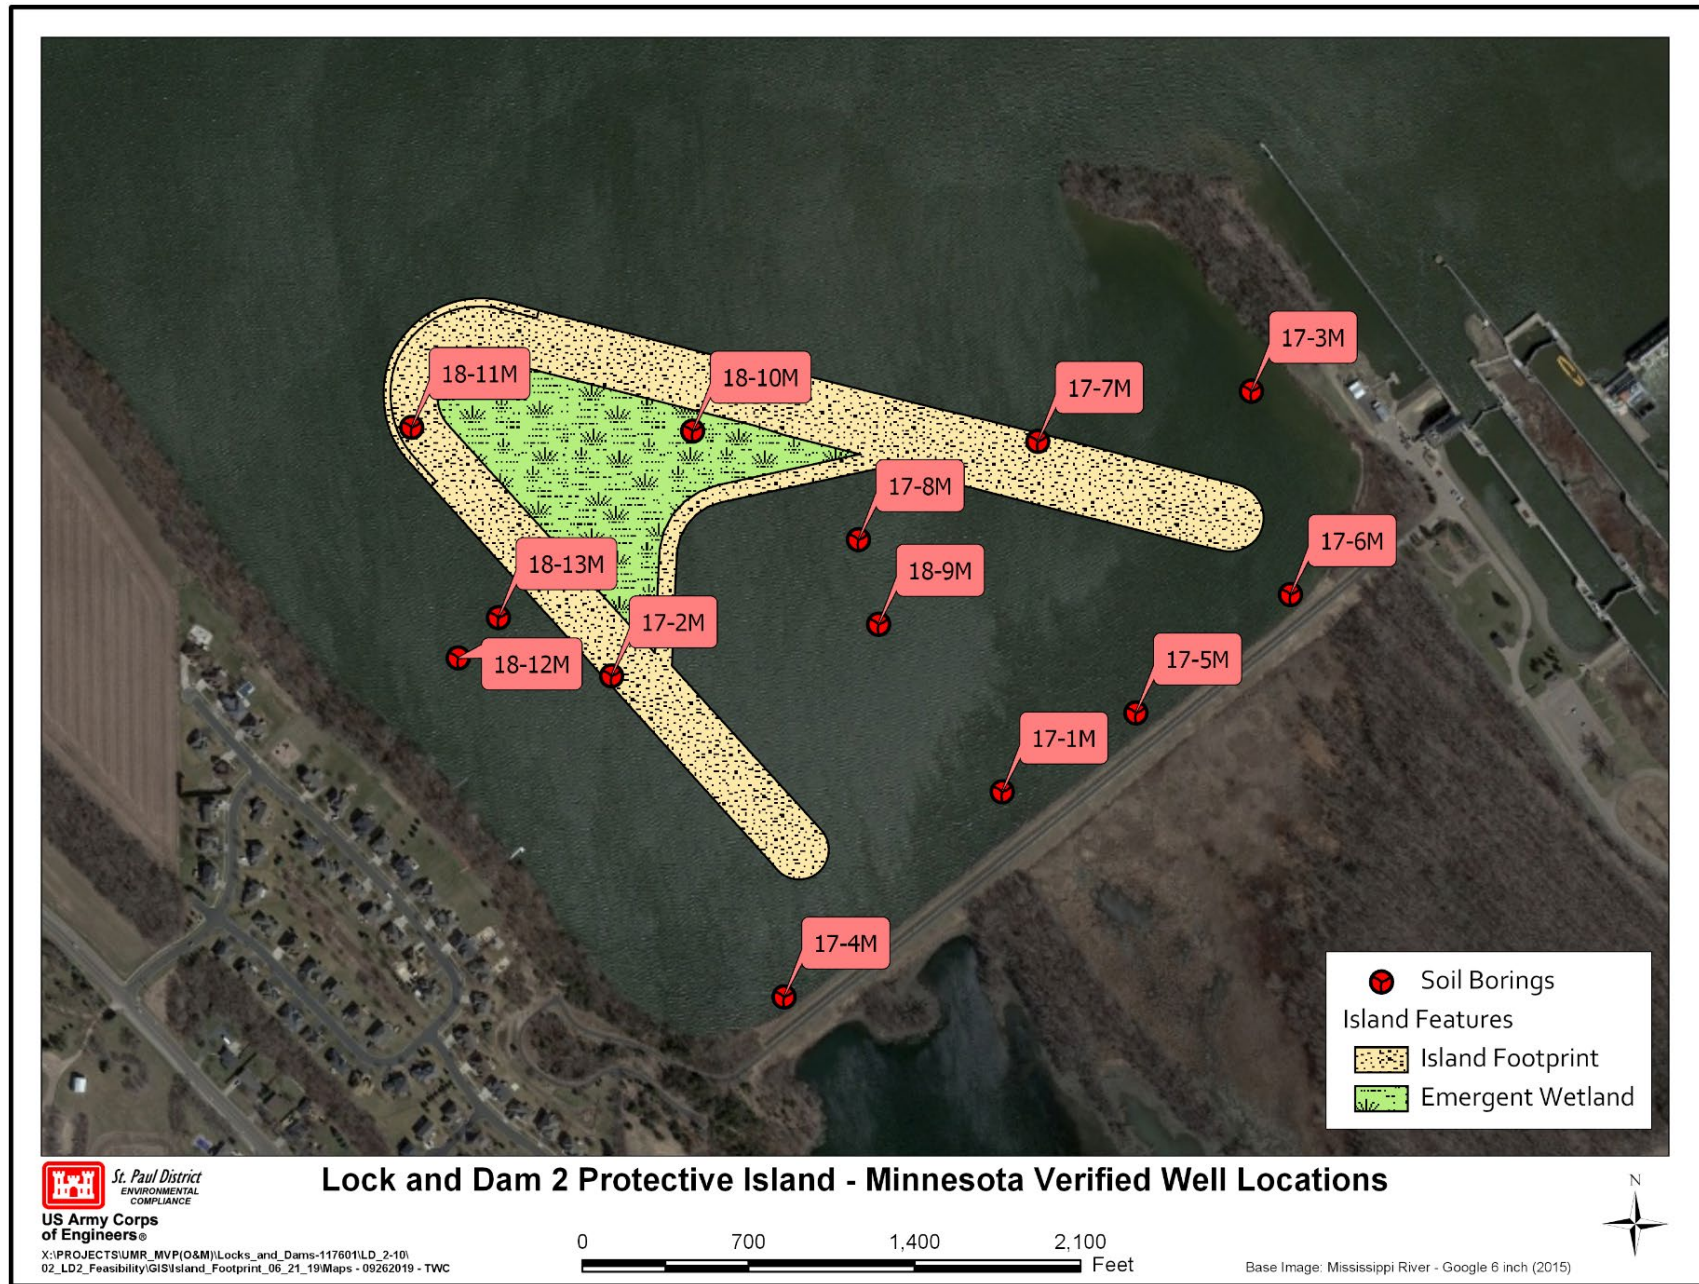 17-3M
18-11M
18-10M
17-7M
17-8M
17-6M
18-13M
18-9M
17-2M
18-12M
17-5M
17-1M
17-4M
Soil Borings
Island Features
Island Footprint
Emergent Wetland
St. Paul District
ENVIRONMENTAL
COMPLIANCE
US Army Corps
of Engineers®
X:\PROJECTS\UMR_MVP(O&M)\Locks_and_Dams-117601\LD_2-10\
02_LD2_Feasibility\GIS\Island_Footprint_06_21_19\Maps - 09262019 - TWC
Lock and Dam 2 Protective Island - Minnesota Verified Well Locations
0 700 1,400 2,100
Feet
N
Base Image: Mississippi River - Google 6 inch (2015)